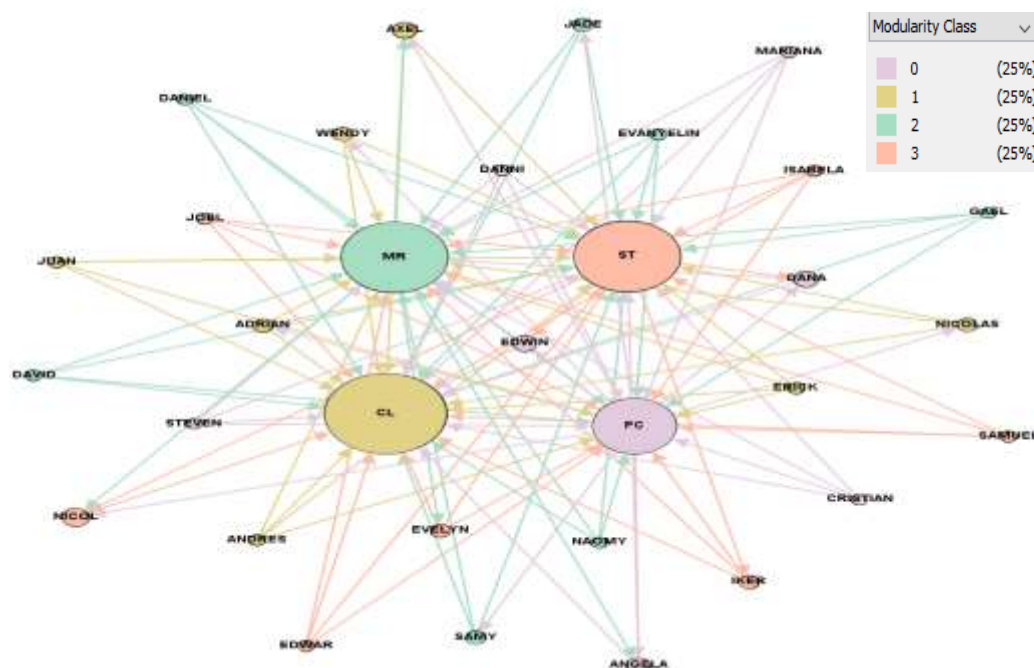 AXEL
JADE
Modularity Class
MARIANA
0 (25%)
1 (25%)
2 (25%)
3 (25%)
DANIEL
WENDY
EVANYELIN
DANNI
ISABELA
JOEL
GAEL
MR
ST
JUAN
DANA
ADRIAN
NICOLAS
EDWIN
DAVID
ERICK
CL
STEVEN
PC
SAMUEL
CRISTIAN
NICOL
ANDRES
EVELYN
NAOMY
IKER
EDWAR
SAMY
ANGELA